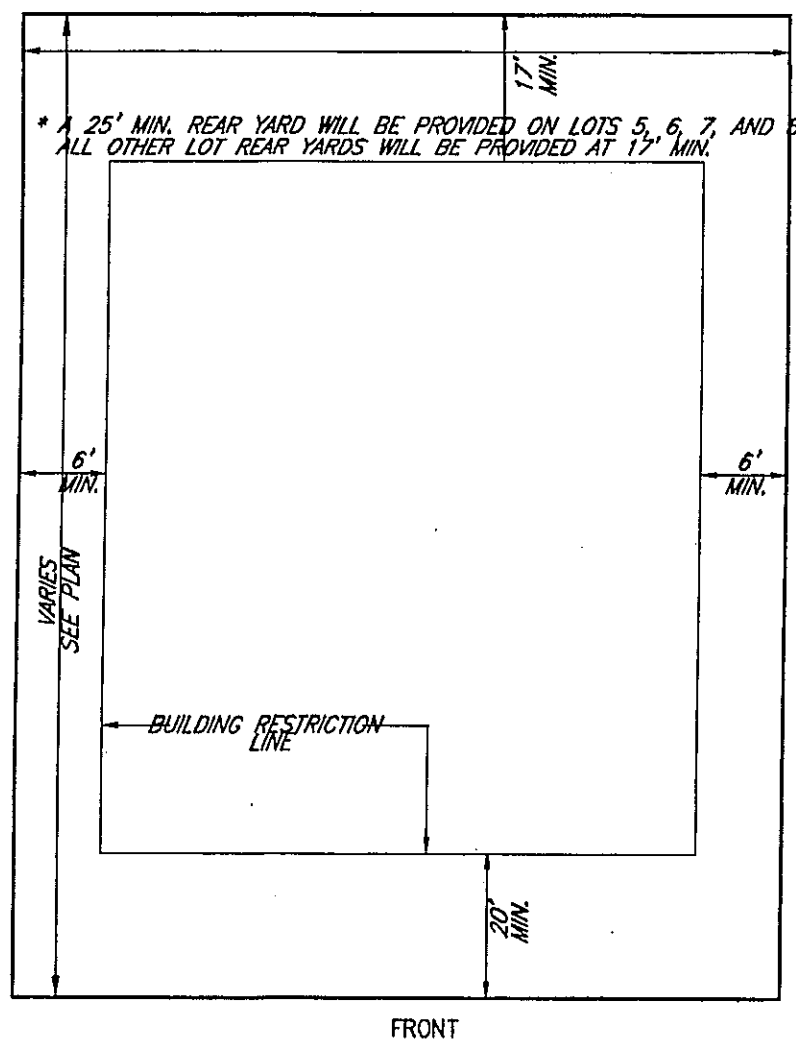 17'
MIN.
* A 25' MIN. REAR YARD WILL BE PROVIDED ON LOTS 5, 6, 7, AND
ALL OTHER LOT REAR YARDS WILL BE PROVIDED AT 17' MIN.
6'
MIN.
6'
MIN.
VARIES
SEE PLAN
BUILDING RESTRICTION
LINE
20'
MIN.
FRONT